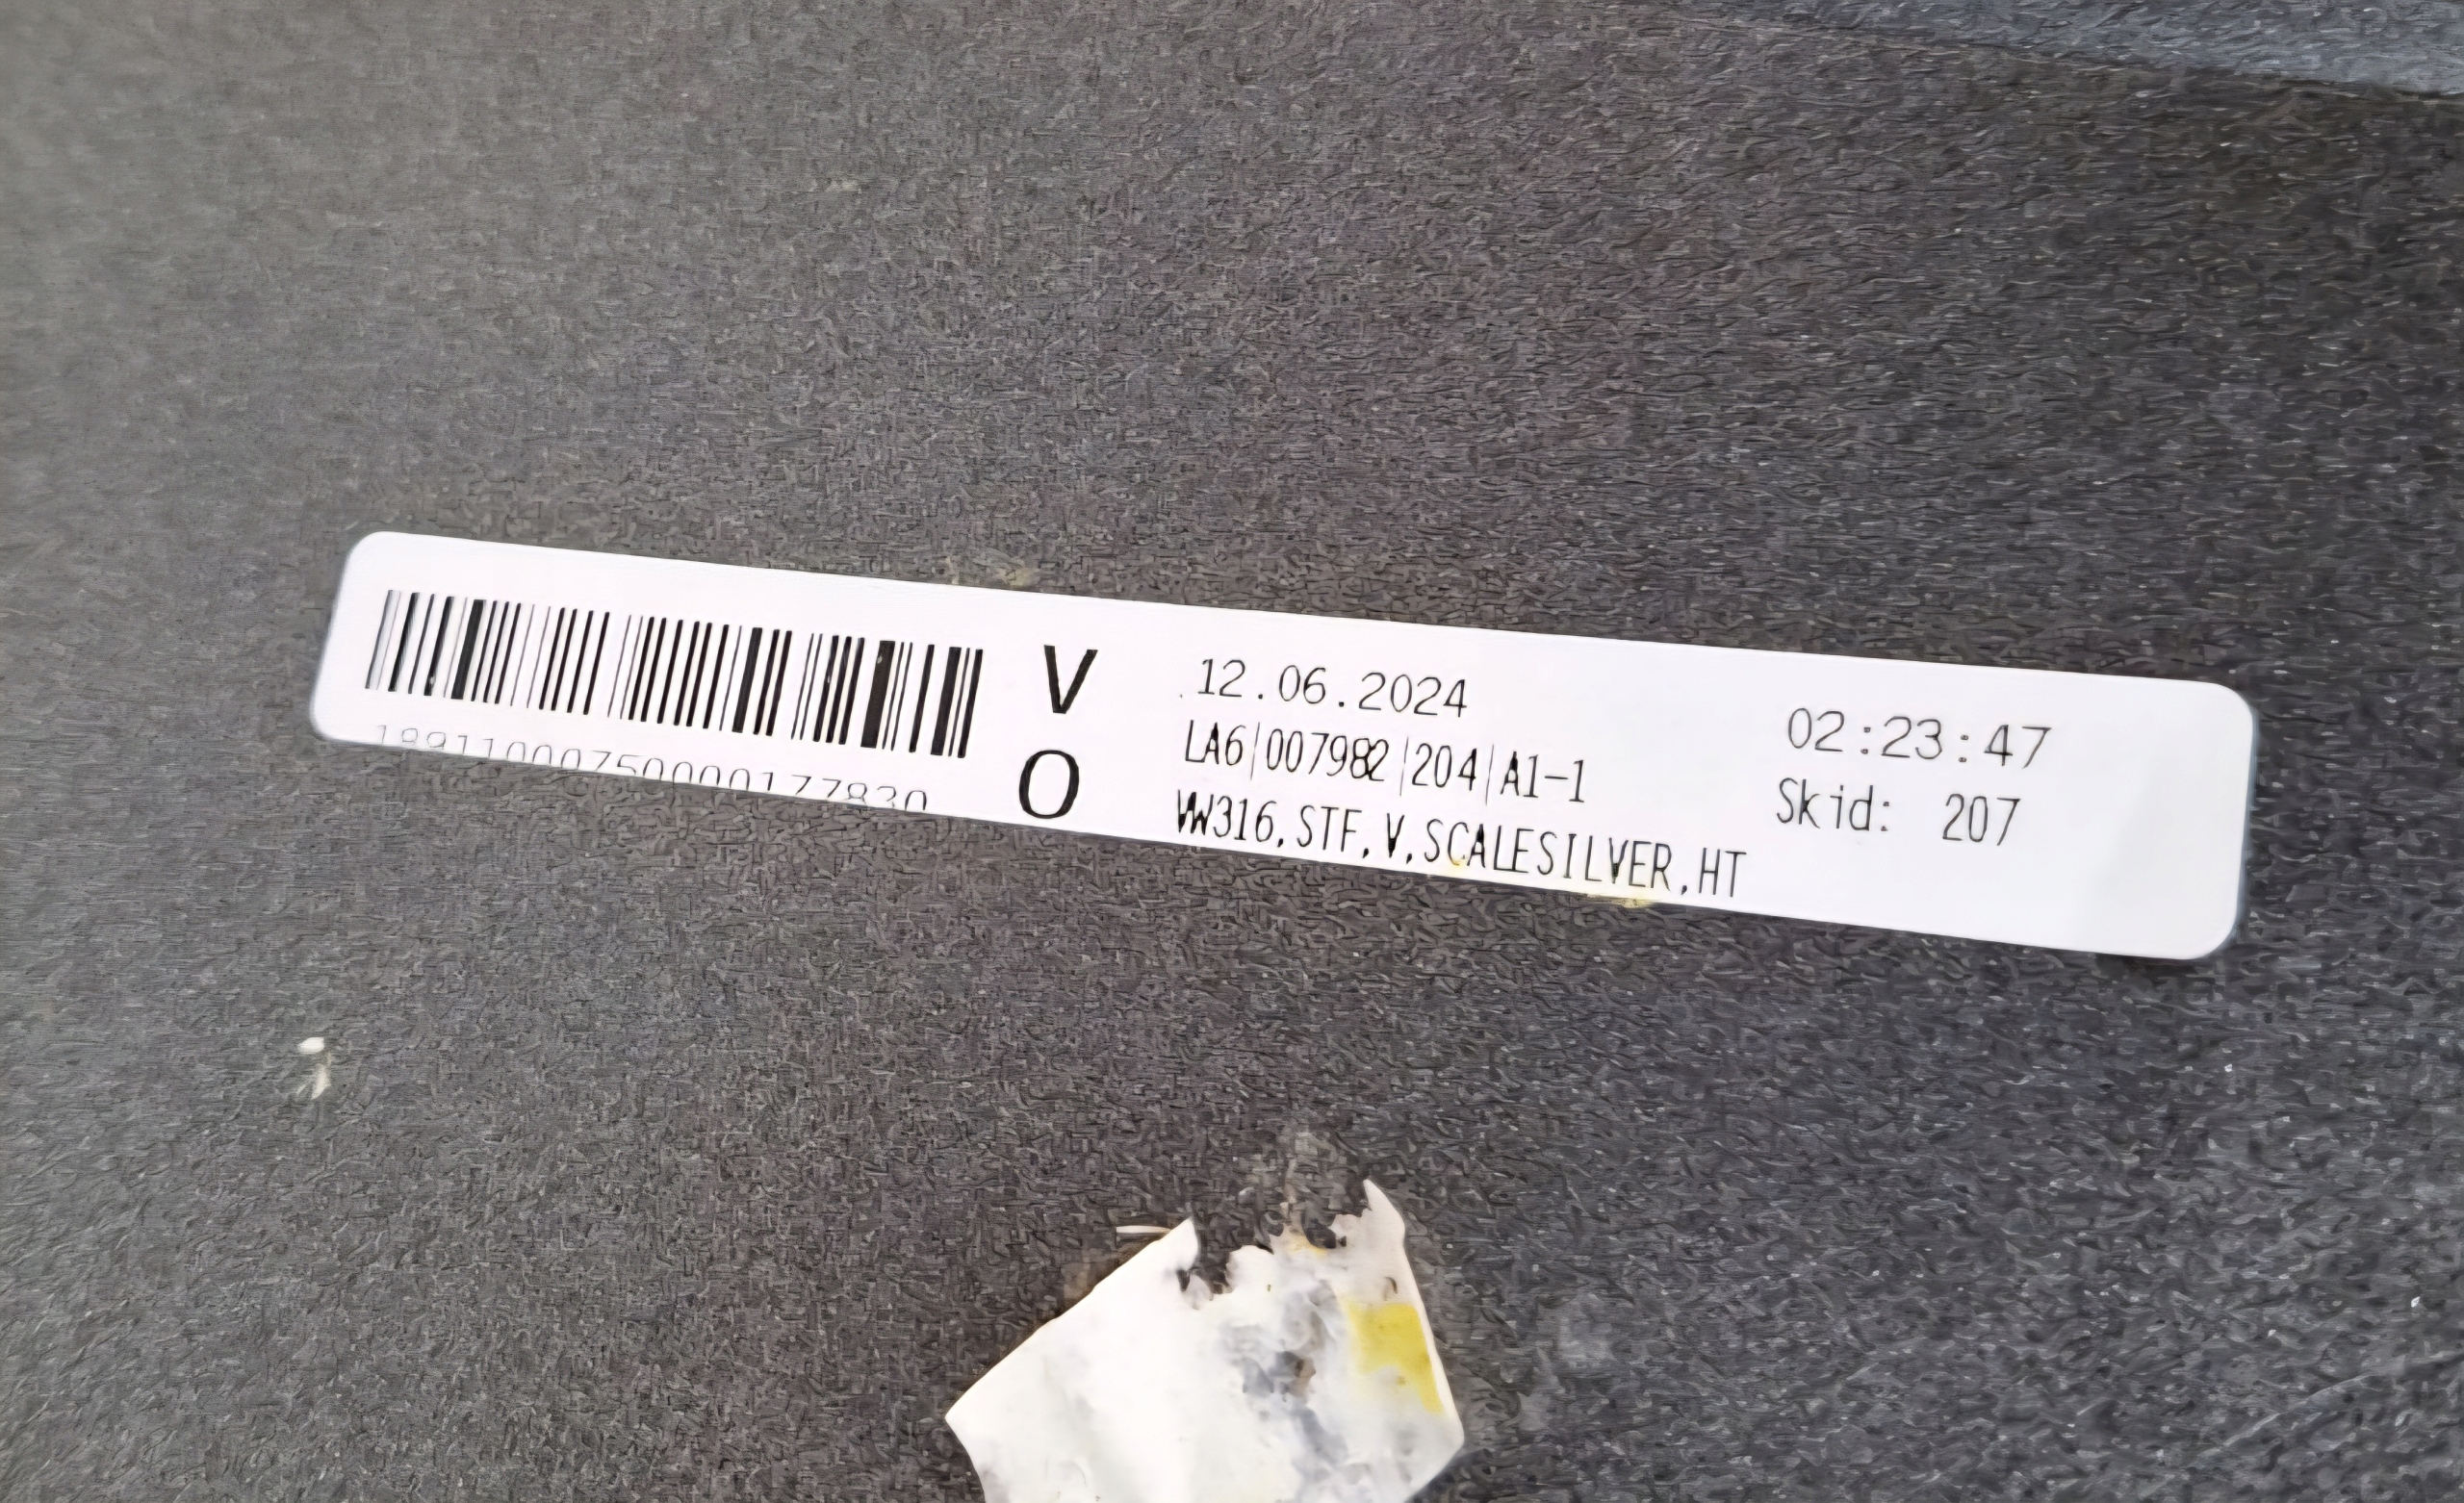 V
O
12.06.2024
02:23:47
LA6|007982|204|A1-1
Skid: 207
VW316,STF,V,SCALESILVER,HT